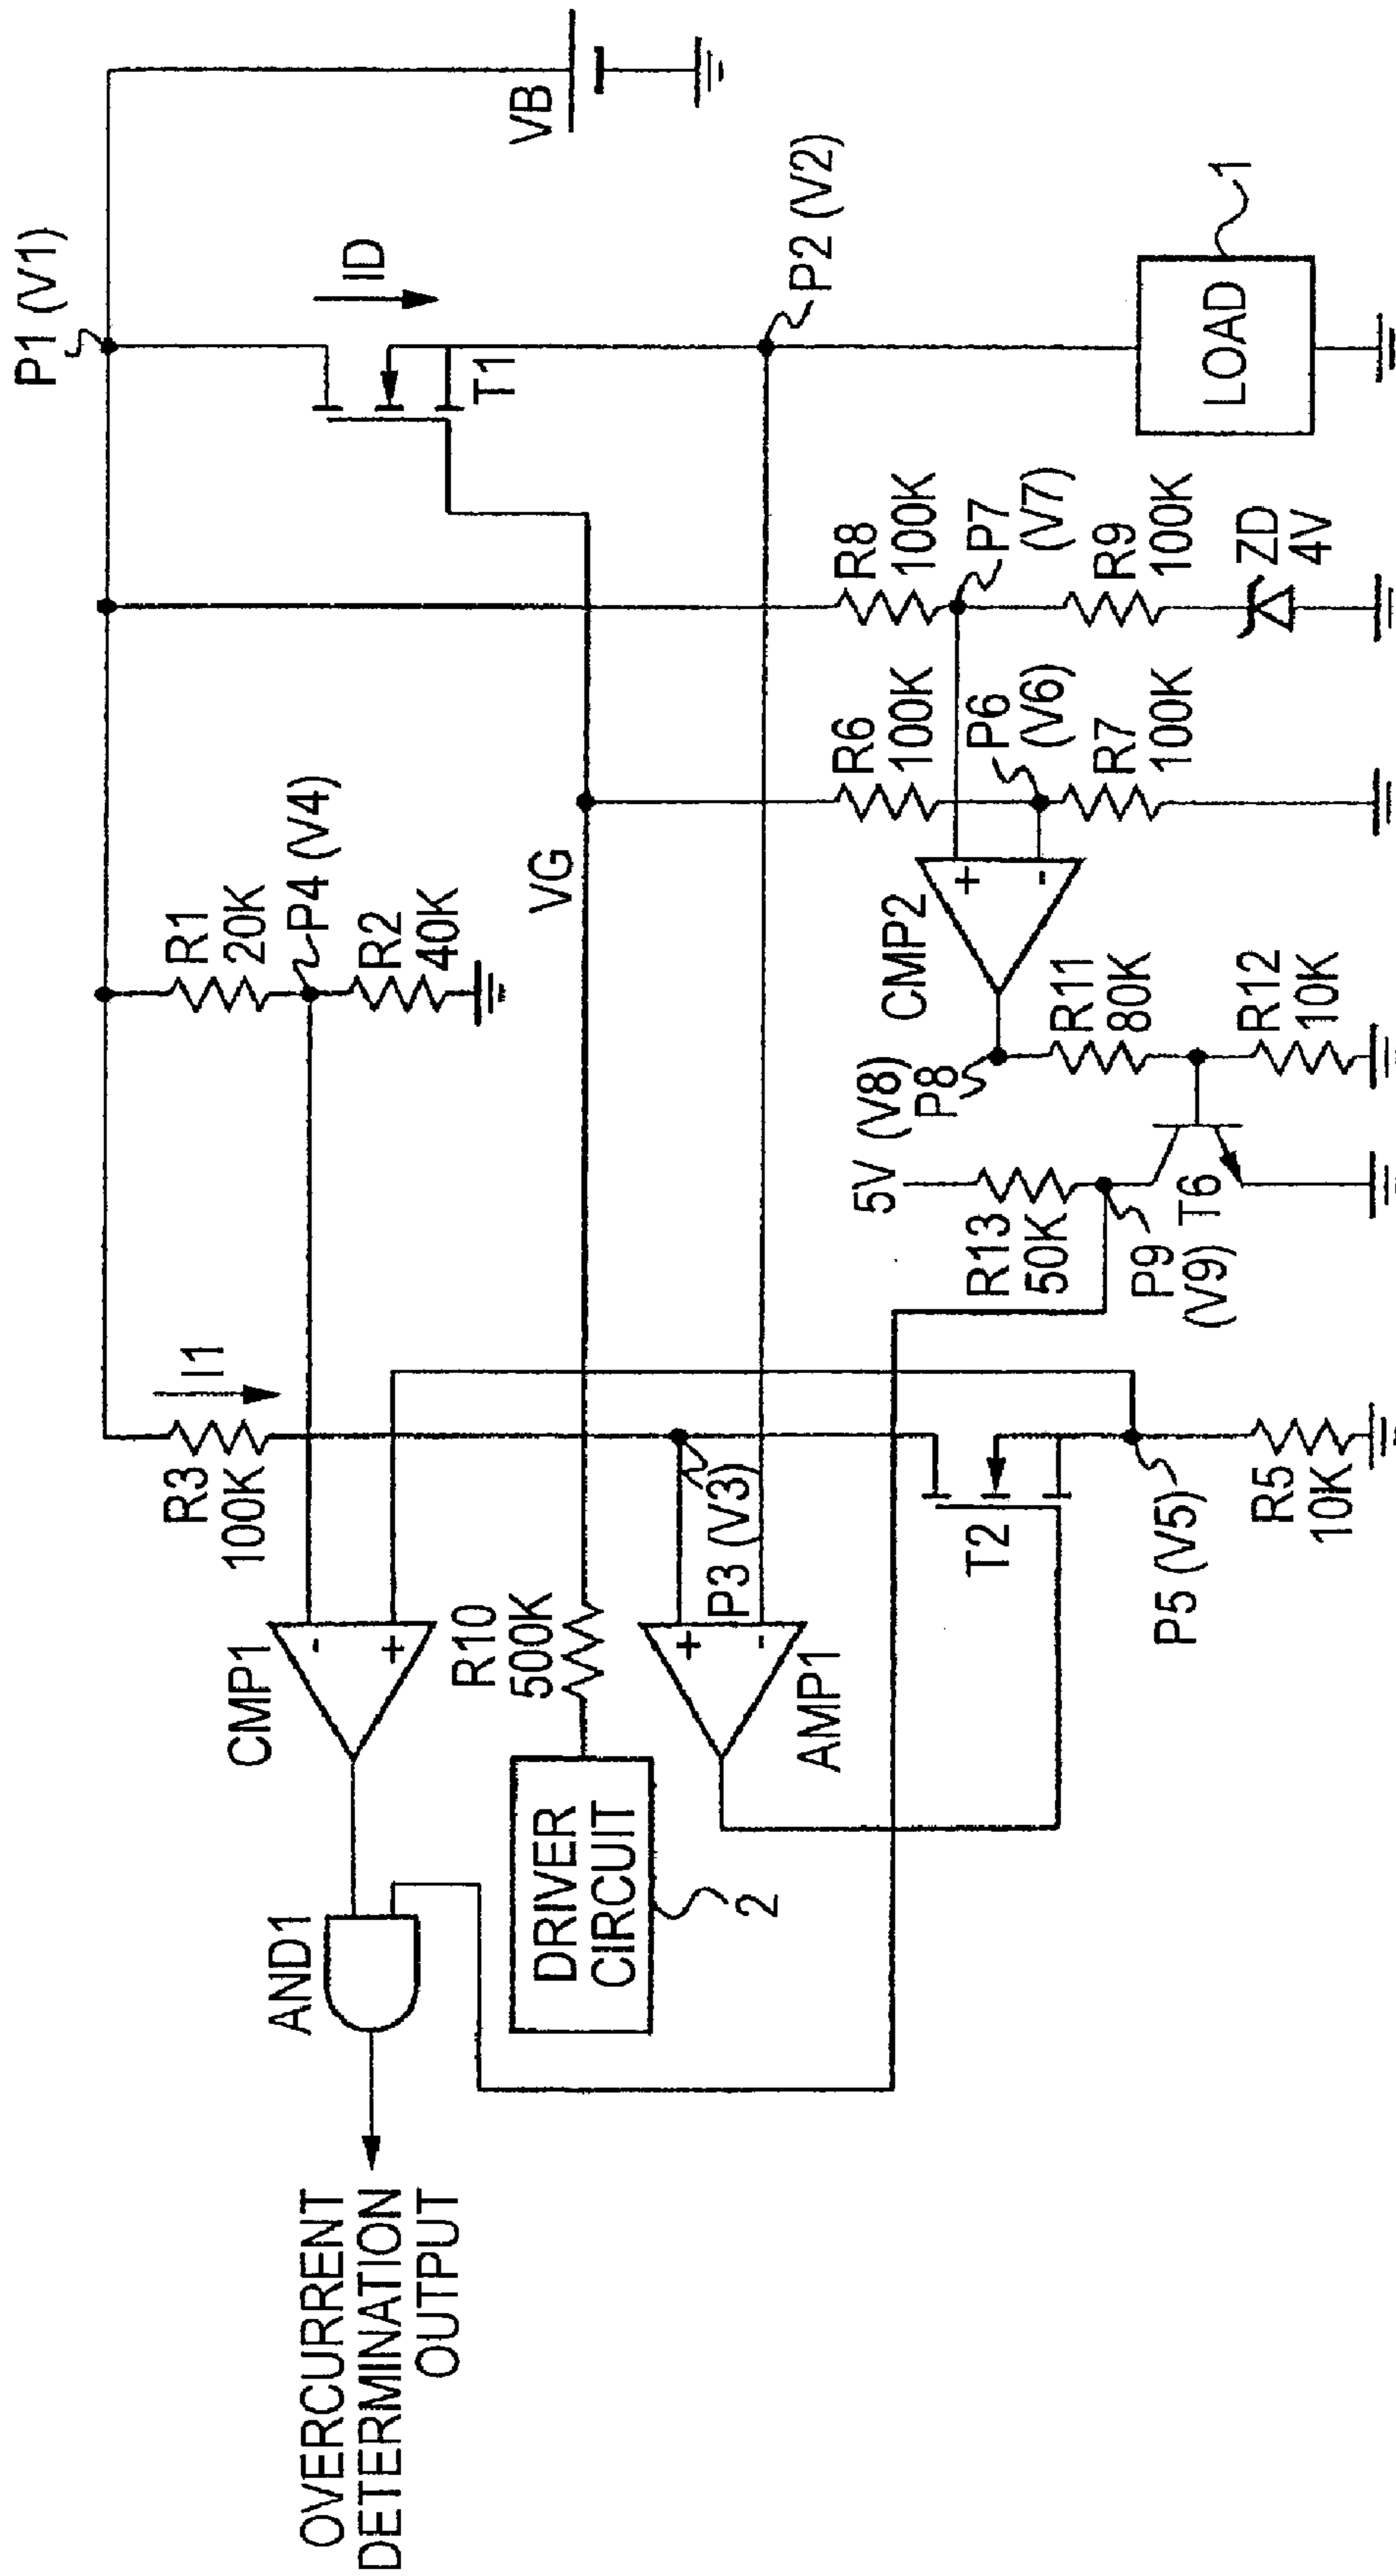 P1 (V1)
ID
VB
T1
P2 (V2)
LOAD
1
R8
100K
P7
(V7)
R9
100K
ZD
4V
R6
100K
P6
(V6)
R7
100K
VG
R1
20K
P4 (V4)
R2
40K
CMP2
+
-
R11
80K
R12
10K
5V
(V8)
P8
R13
50K
P9
(V9)
T6
I1
R3
100K
CMP1
-
+
R10
500K
P3 (V3)
AMP1
+
-
T2
P5 (V5)
R5
10K
AND1
DRIVER
CIRCUIT
2
OVERCURRENT
DETERMINATION
OUTPUT